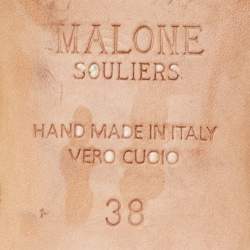 MALONE
SOULIERS
HAND MADE IN ITALY
VERO CUOIO
38